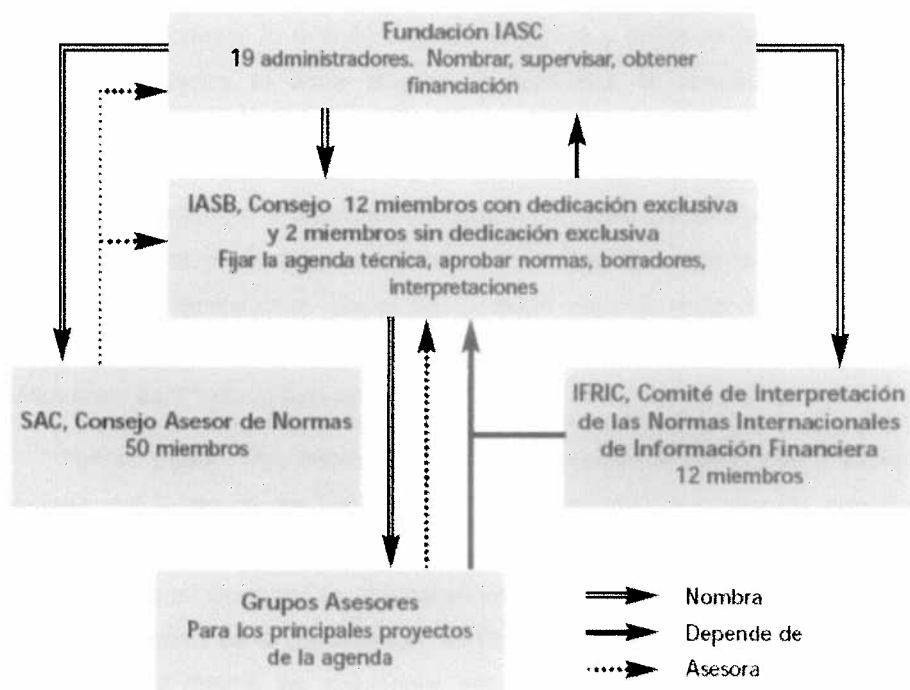 Fundación IASC
19 administradores. Nombrar, supervisar, obtener
financiación
IASB, Consejo 12 miembros con dedicación exclusiva
y 2 miembros sin dedicación exclusiva
Fijar la agenda técnica, aprobar normas, borradores,
interpretaciones
SAC, Consejo Asesor de Normas
50 miembros
IFRIC, Comité de Interpretación
de las Normas Internacionales
de Información Financiera
12 miembros
Grupos Asesores
Para los principales proyectos
de la agenda
Nombra
Depende de
Asesora